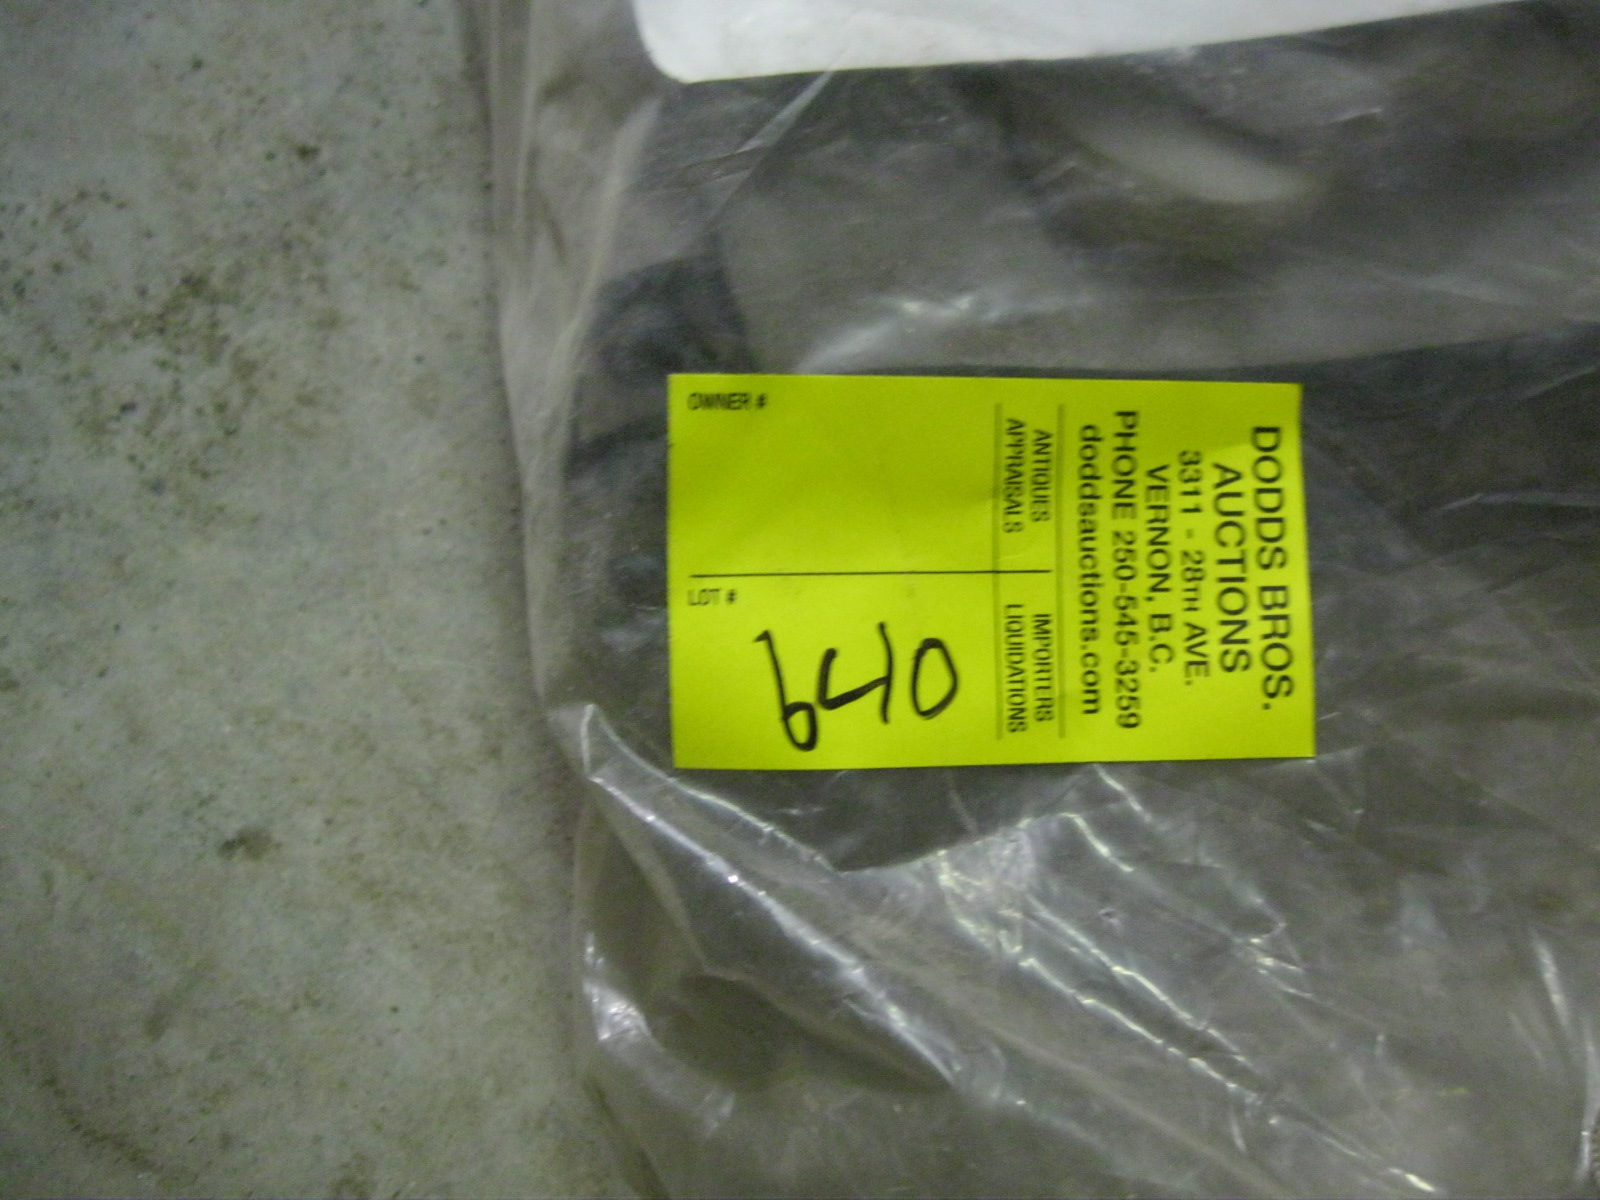 DODDS BROS.
AUCTIONS
3311 - 28TH AVE.
VERNON, B.C.
PHONE 250-545-3259
doddsauctions.com
ANTIQUES IMPORTERS
APPRAISALS LIQUIDATIONS
640
OWNER # LOT #